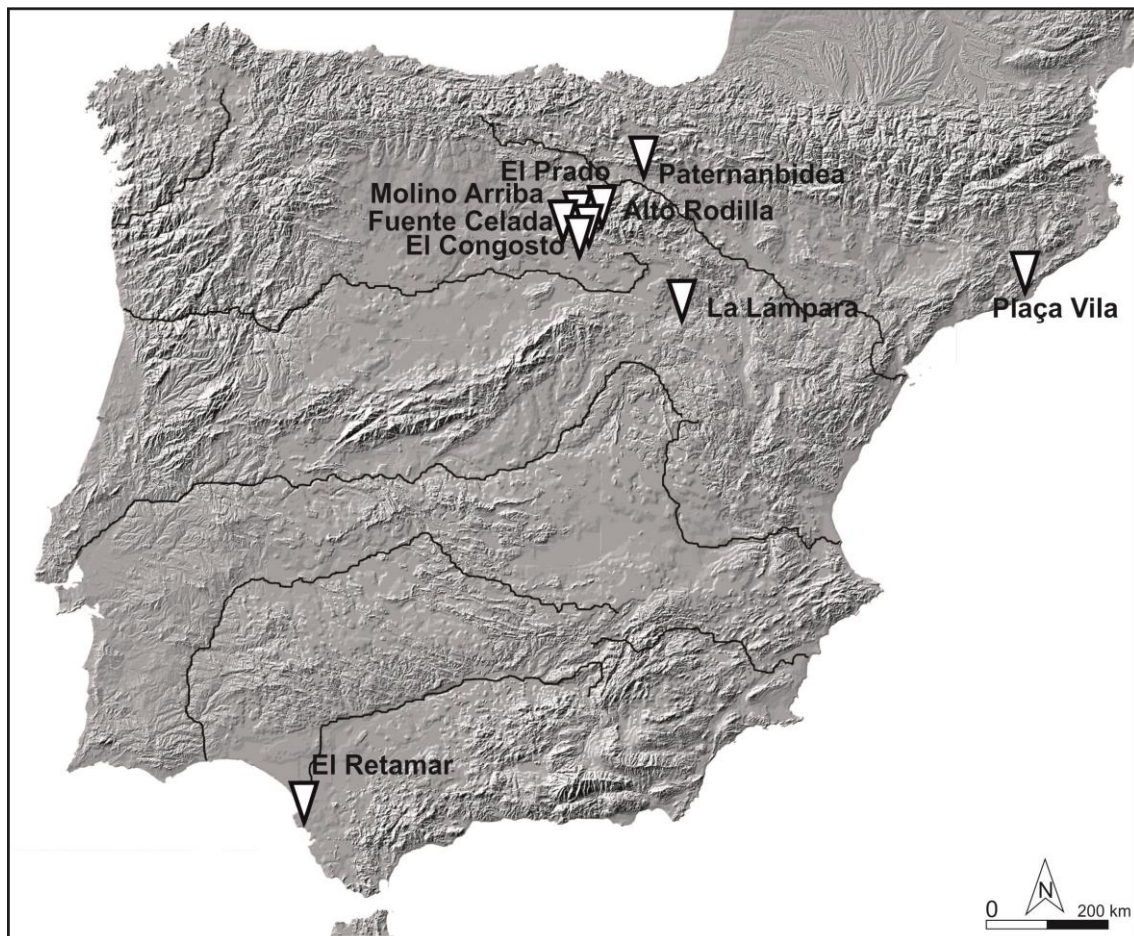 El Prado
Paternanbidea
Molino Arriba
Alto Rodilla
Fuente Celada
El Congosto
La Lámpara
Plaça Vila
El Retamar
N
0 200 km